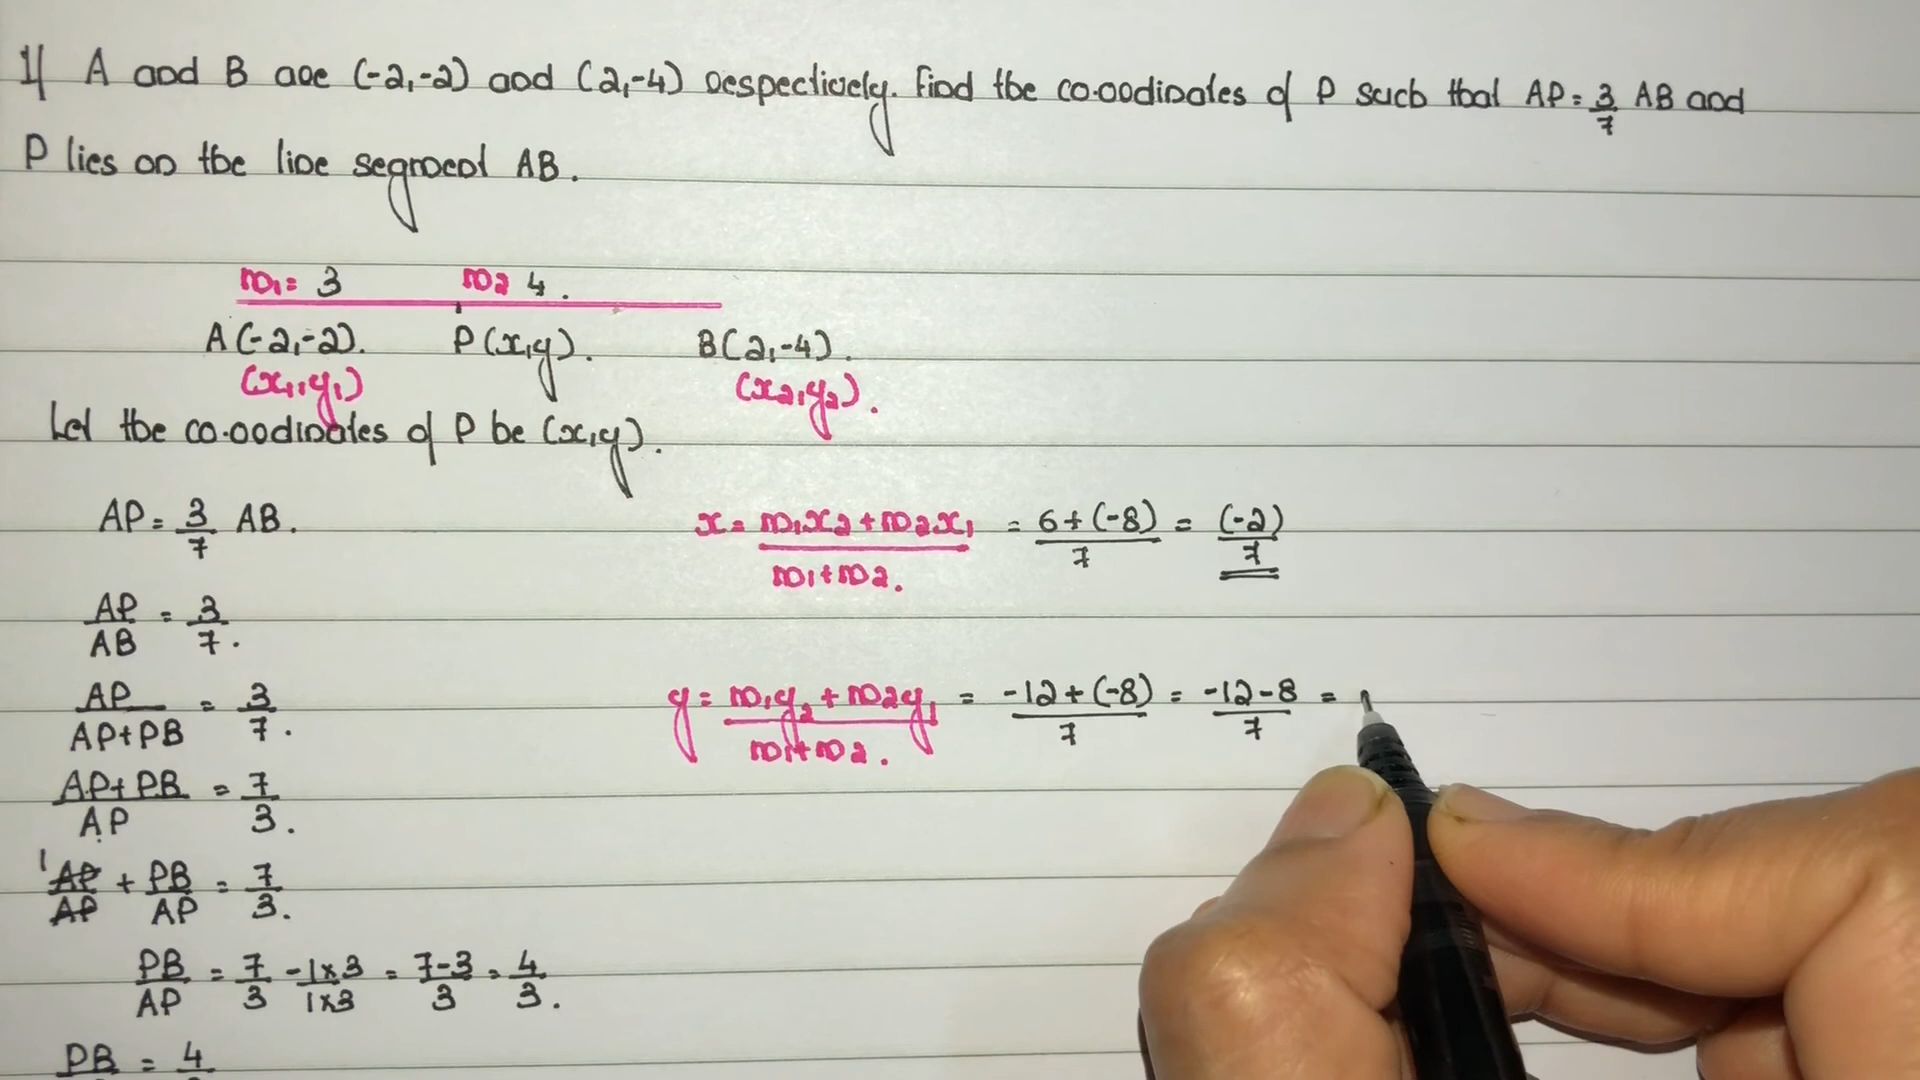 1) A and B are (-2,-2) and (2,-4) respectively. Find the co.ordinates of P such that AP = 3/7 AB and
P lies on the line segment AB.
m1 = 3 m2 4.
A(-2,-2). P(x,y). B(2,-4).
(x1,y1) (x2,y2).
Let the co.ordinates of P be (x,y).
AP = 3/7 AB.
x = m1x2+m2x1/m1+m2. = 6+(-8)/7 = (-2)/7
AP/AB = 3/7.
AP/AP+PB = 3/7.
y = m1y2+m2y1/m1+m2. = -12+(-8)/7 = -12-8/7 =
AP+PB/AP = 7/3.
1 AP/AP + PB/AP = 7/3.
PB/AP = 7/3 -1x3/1x3 = 7-3/3 = 4/3.
PB = 4